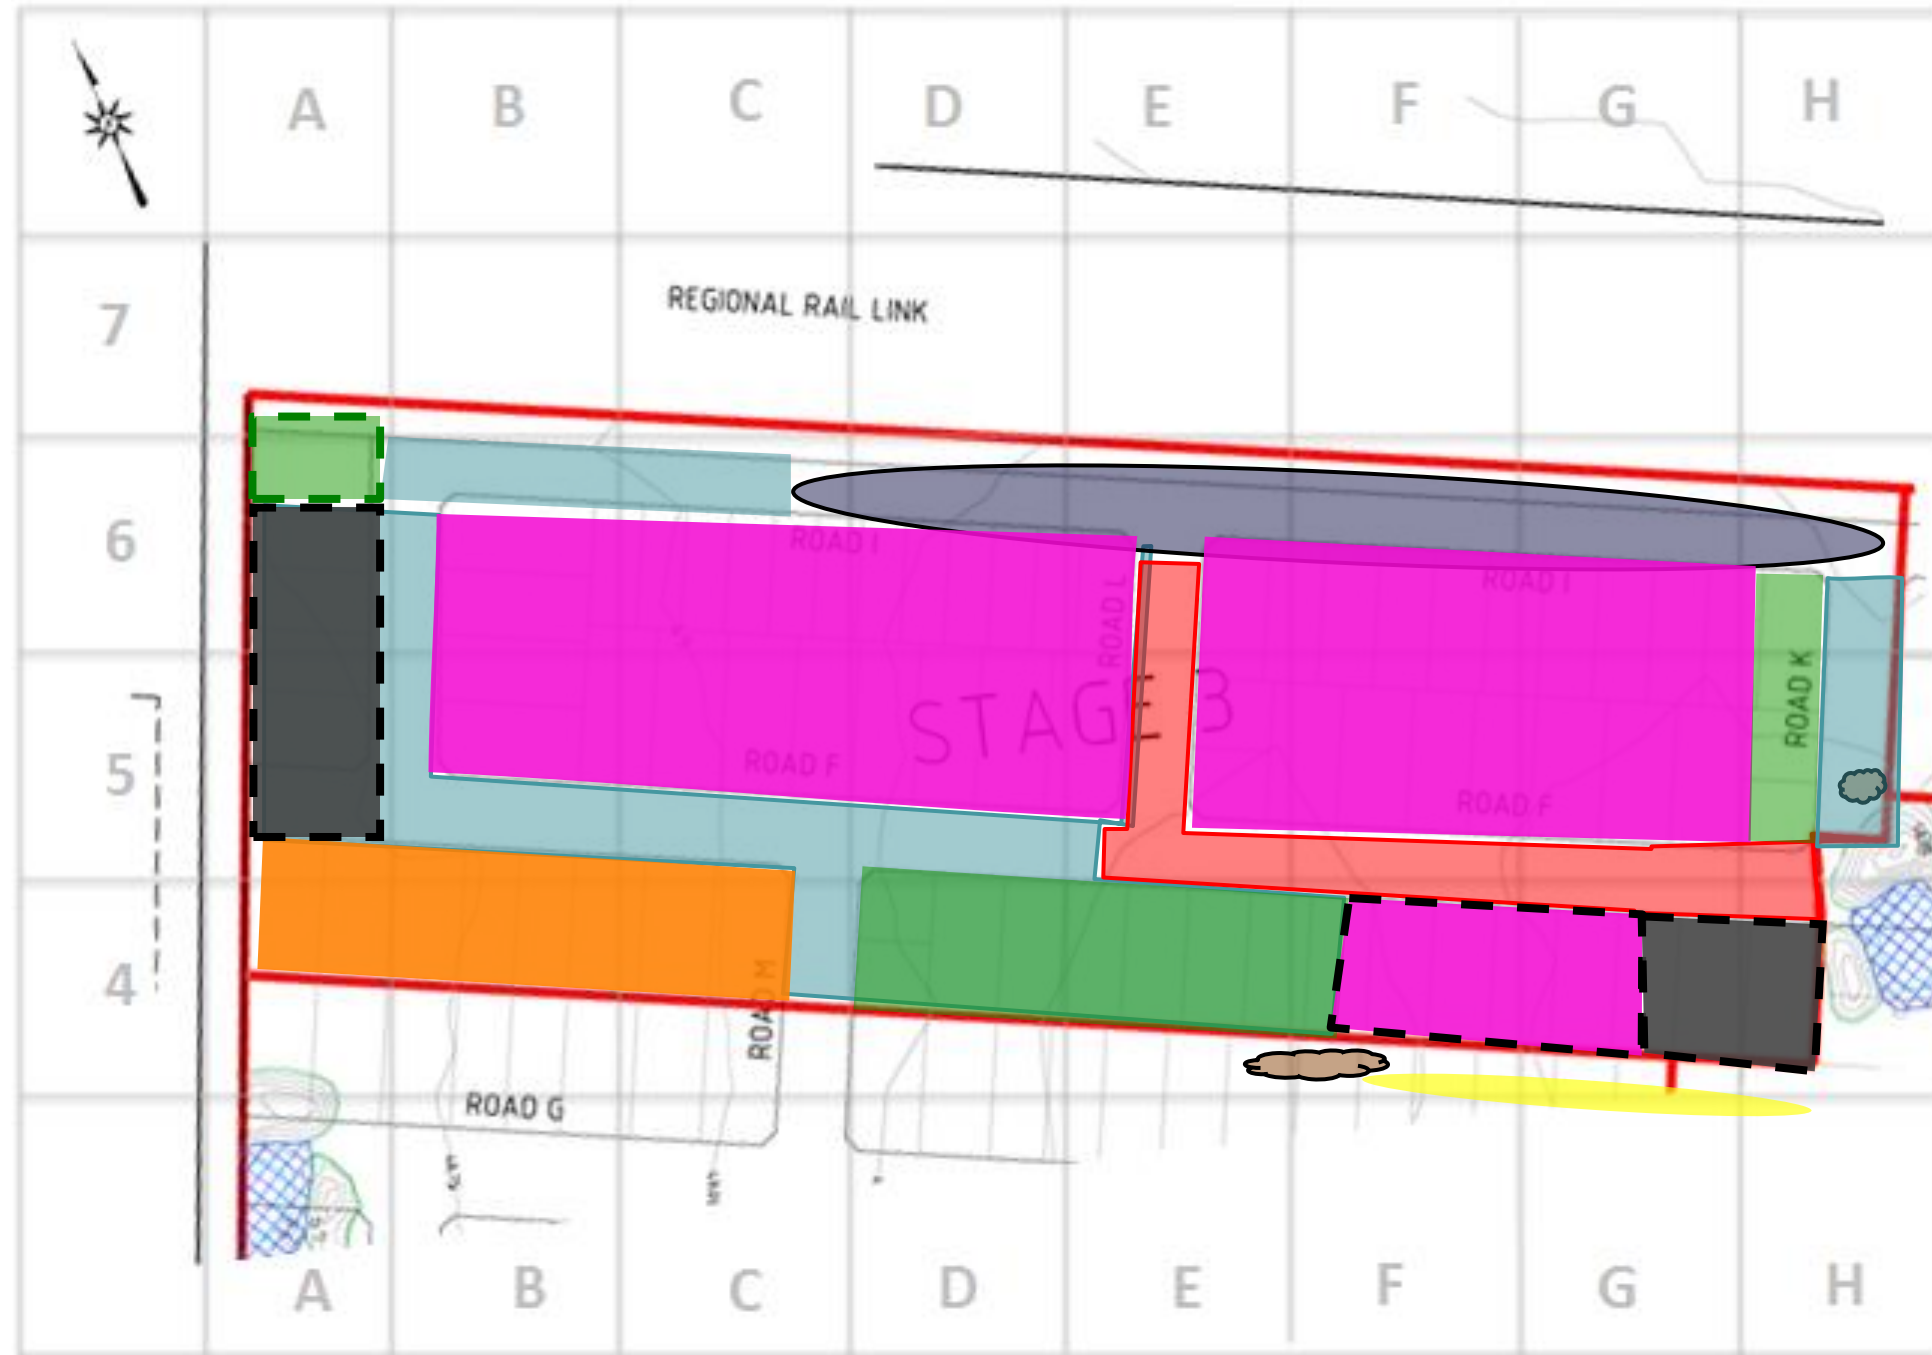 A B C D E F G H
7
REGIONAL RAIL LINK
6
ROAD I
ROAD L
ROAD I
5
STAGE 3
ROAD K
ROAD F
ROAD F
4
ROAD M
ROAD G
A B C D E F G H